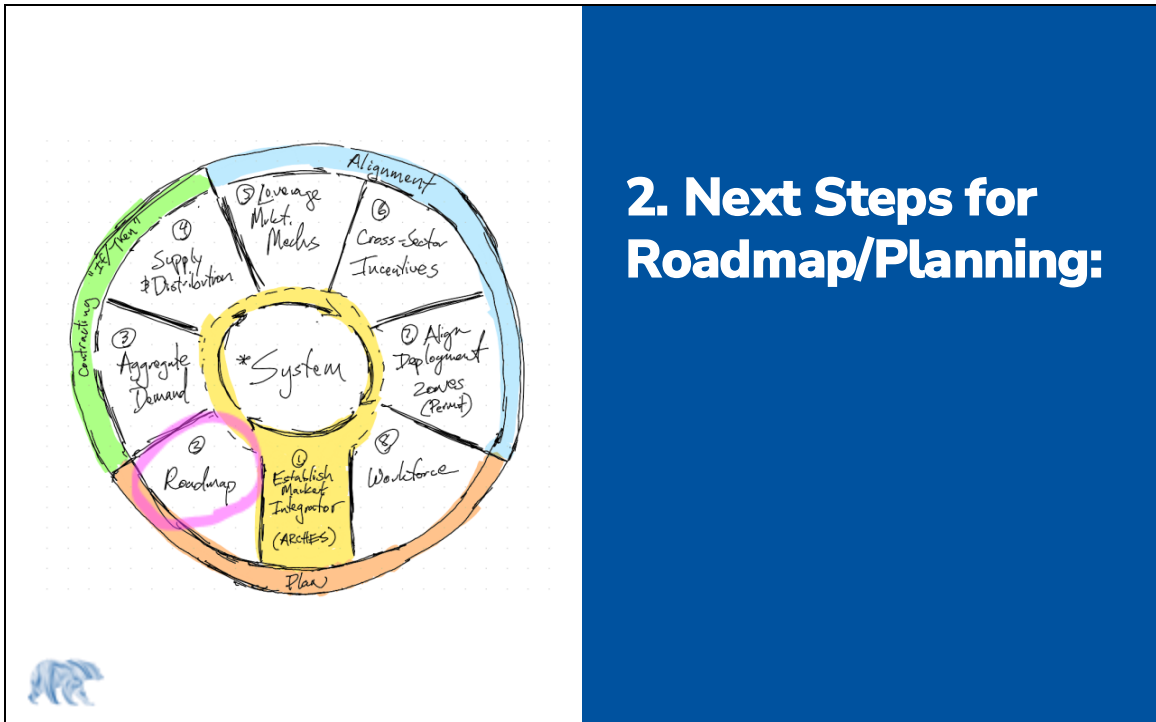 Alignment
⑤ Leverage
Mrkt.
Mechs
⑥
Cross-Sector
Incentives
"If/Then"
Contracting
④
Supply
& Distribution
⑦ Align
Deployment
Zones
(Permit)
*System
③
Aggregate
Demand
②
Roadmap
①
Establish
Market
Integrator
(ARCHES)
⑧
Workforce
Plan
2. Next Steps for
Roadmap/Planning: